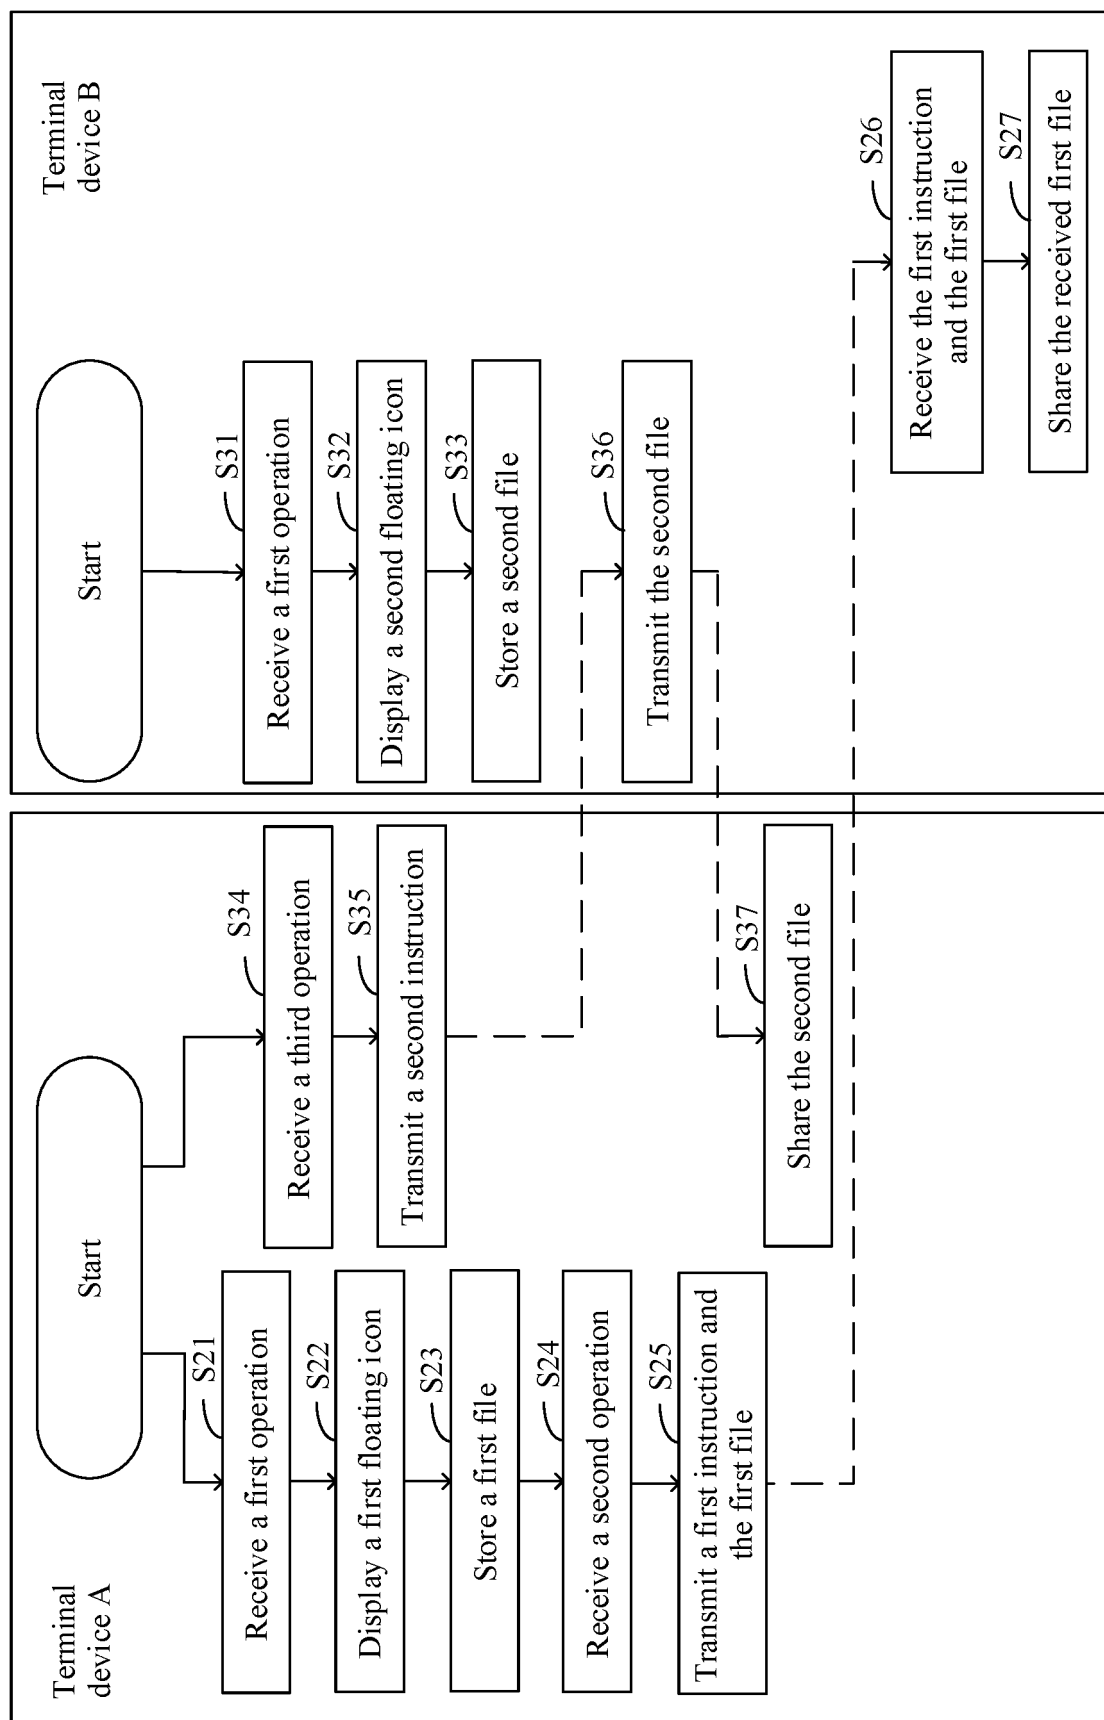 Terminal
device A
Start
S21
Receive a first operation
S22
Display a first floating icon
S23
Store a first file
S24
Receive a second operation
S25
Transmit a first instruction and
the first file
S34
Receive a third operation
S35
Transmit a second instruction
S37
Share the second file
Terminal
device B
Start
S31
Receive a first operation
S32
Display a second floating icon
S33
Store a second file
S36
Transmit the second file
S26
Receive the first instruction
and the first file
S27
Share the received first file